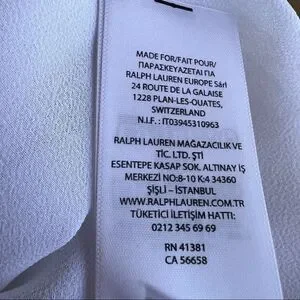 MADE FOR/FAIT POUR/
ΠΑΡΑΣΚΕΥΑΖΕΤΑΙ ΓΙΑ
RALPH LAUREN EUROPE Sàrl
24 ROUTE DE LA GALAISE
1228 PLAN-LES-OUATES,
SWITZERLAND
N.I.F. : IT03945310963
RALPH LAUREN MAĞAZACILIK VE
TİC. LTD. ŞTİ
ESENTEPE KASAP SOK. ALTINAY İŞ
MERKEZİ NO:8-10 K:4 34360
ŞİŞLİ – İSTANBUL
WWW.RALPHLAUREN.COM.TR
TÜKETİCİ İLETİŞİM HATTI:
0212 345 69 69
RN 41381
CA 56658